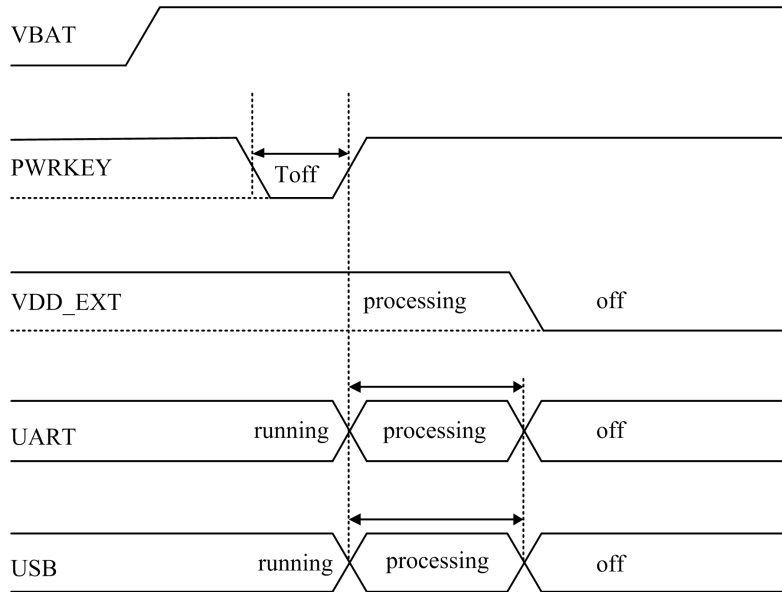 VBAT
PWRKEY
Toff
VDD_EXT processing off
UART running processing off
USB running processing off